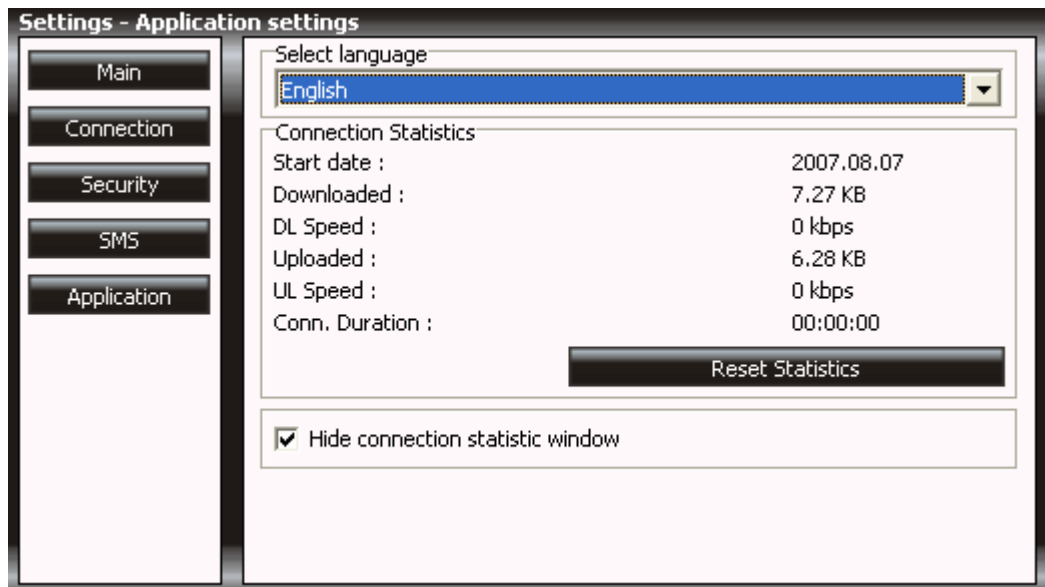 Settings - Application settings
Main
Connection
Security
SMS
Application
Select language
English
Connection Statistics
Start date : 2007.08.07
Downloaded : 7.27 KB
DL Speed : 0 kbps
Uploaded : 6.28 KB
UL Speed : 0 kbps
Conn. Duration : 00:00:00
Reset Statistics
Hide connection statistic window